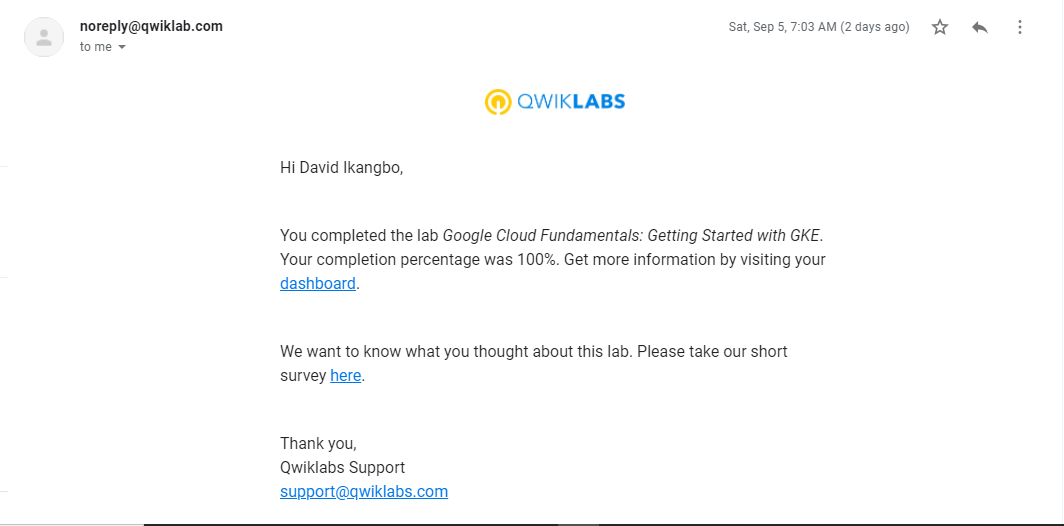 noreply@qwiklab.com
Sat, Sep 5, 7:03 AM (2 days ago)
to me
QWIKLABS
Hi David Ikangbo,
You completed the lab Google Cloud Fundamentals: Getting Started with GKE.
Your completion percentage was 100%. Get more information by visiting your
dashboard.
We want to know what you thought about this lab. Please take our short
survey here.
Thank you,
Qwiklabs Support
support@qwiklabs.com